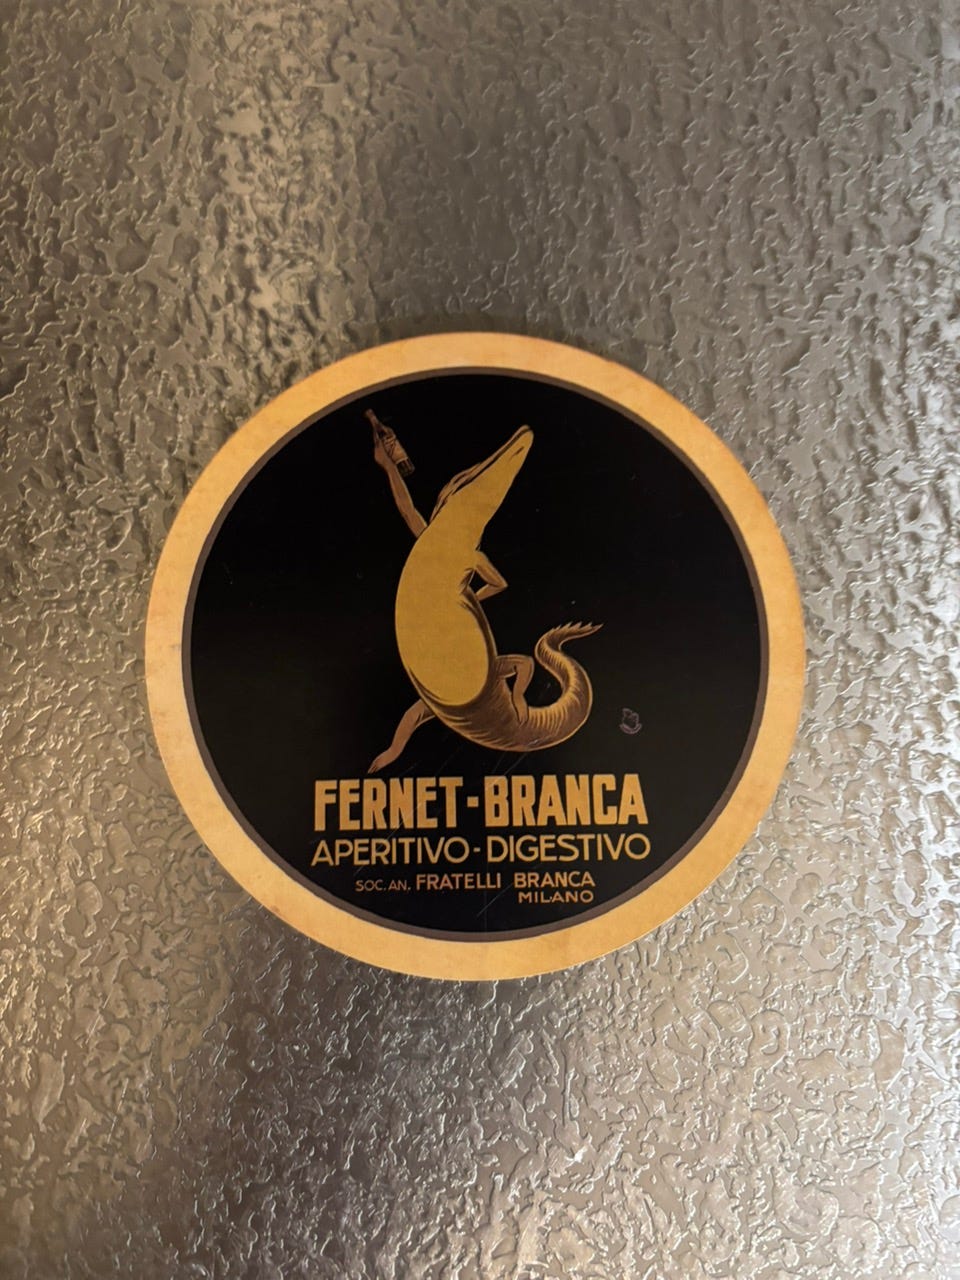 FERNET-BRANCA
APERITIVO-DIGESTIVO
SOC. AN. FRATELLI BRANCA
MILANO